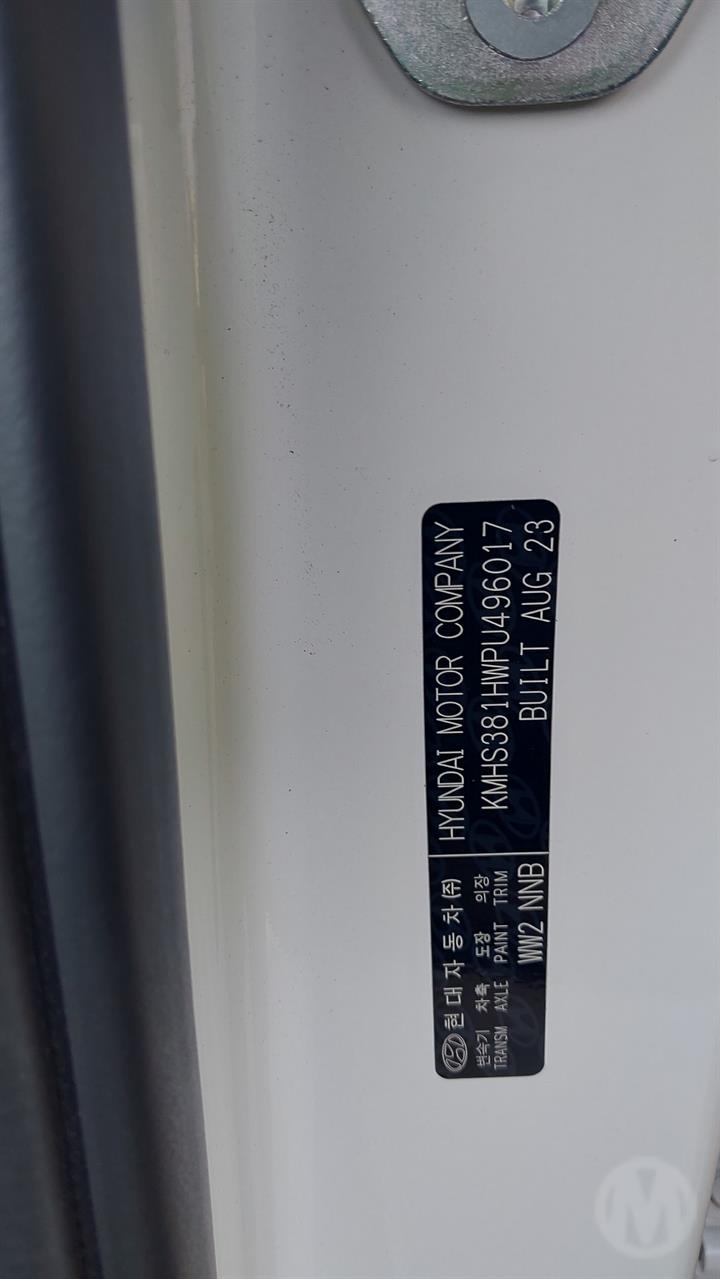 현대자동차(주) HYUNDAI MOTOR COMPANY
변속기 차축 도장 의장 KMHS381HWPU496017
TRANSM AXLE PAINT TRIM
WW2 NNB BUILT AUG 23
M